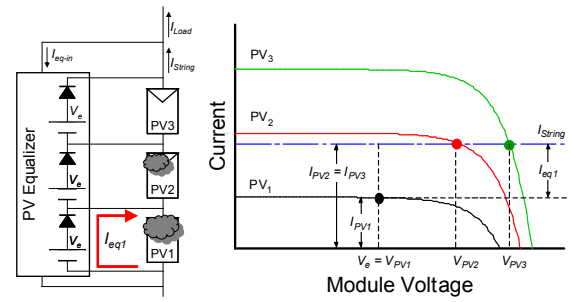 I_Load
I_eq-in
I_String
V_e
PV3
V_e
PV2
V_e
I_eq1
PV1
PV Equalizer
Current
PV_3
PV_2
PV_1
I_String
I_eq1
I_PV2 = I_PV3
I_PV1
V_e = V_PV1
V_PV2
V_PV3
Module Voltage